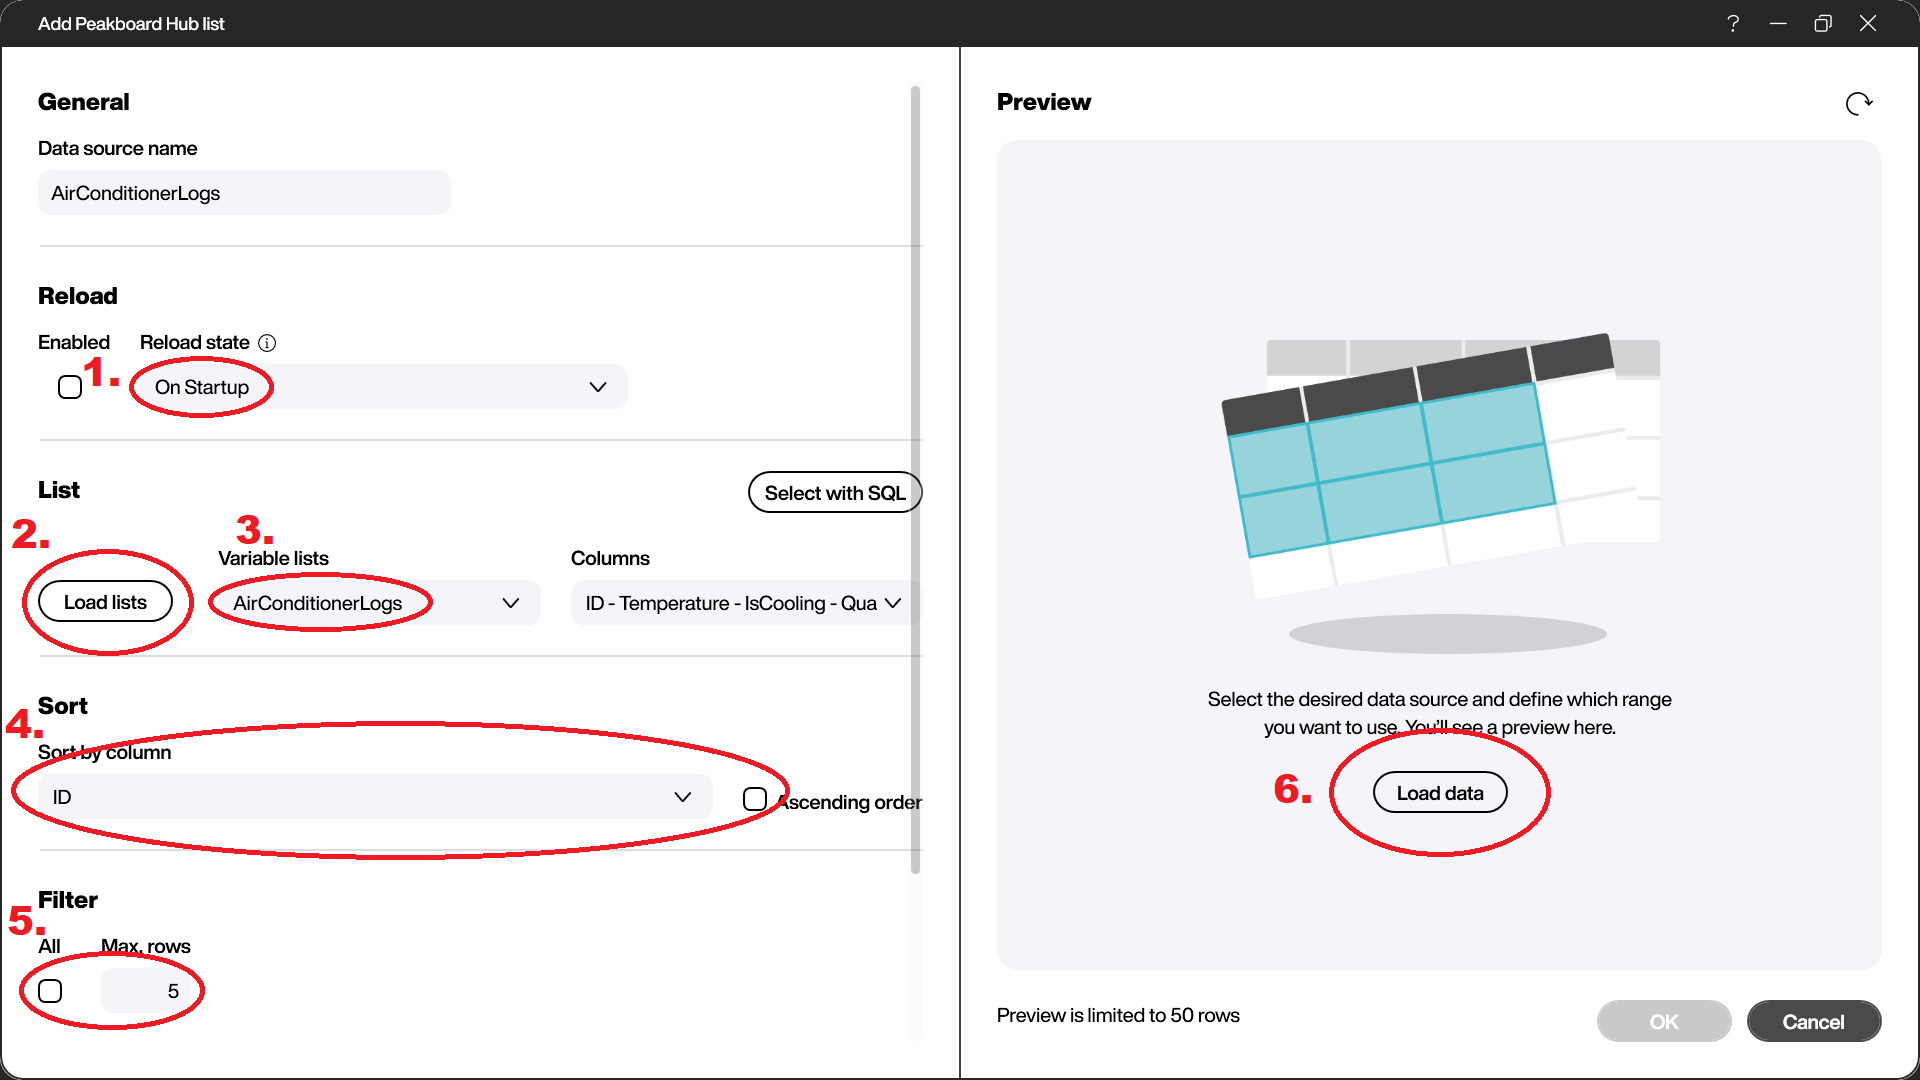 Add Peakboard Hub list
?
General
Data source name
AirConditionerLogs
Reload
Enabled
Reload state
1.
On Startup
List
Select with SQL
2.
3.
Variable lists
Columns
Load lists
AirConditionerLogs
ID - Temperature - IsCooling - Qua
Sort
4.
Sort by column
ID
Ascending order
Filter
5.
All
Max. rows
5
Preview
Select the desired data source and define which range
you want to use. You'll see a preview here.
6.
Load data
Preview is limited to 50 rows
OK
Cancel